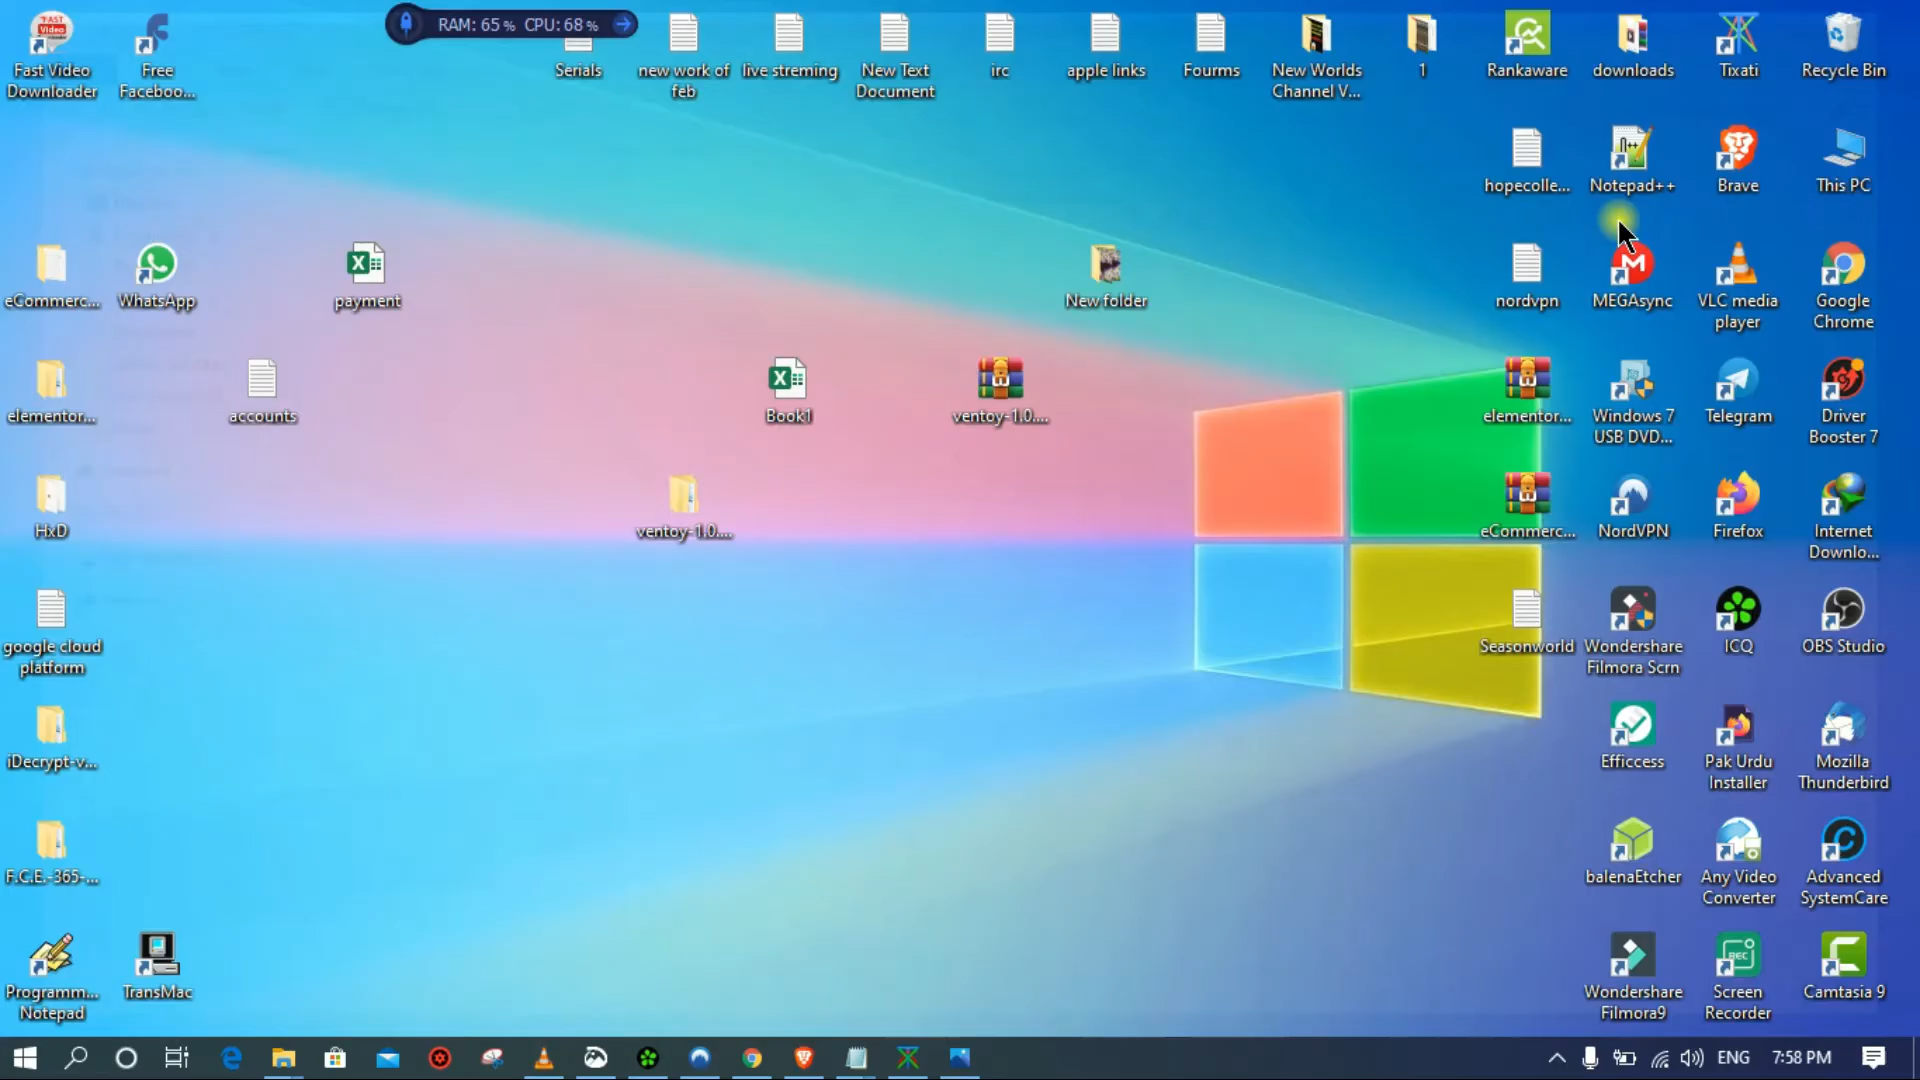 RAM: 65 % CPU: 68 %
Fast Video
Downloader
Free
Faceboo...
Serials
new work of
feb
live streming
New Text
Document
irc
apple links
Fourms
New Worlds
Channel V...
1
Rankaware
downloads
Tixati
Recycle Bin
hopecolle...
Notepad++
Brave
This PC
eCommerc...
WhatsApp
payment
New folder
nordvpn
MEGAsync
VLC media
player
Google
Chrome
elementor...
accounts
Book1
ventoy-1.0....
elementor...
Windows 7
USB DVD...
Telegram
Driver
Booster 7
HxD
ventoy-1.0....
eCommerc...
NordVPN
Firefox
Internet
Downlo...
google cloud
platform
Seasonworld
Wondershare
Filmora Scrn
ICQ
OBS Studio
iDecrypt-v...
Efficcess
Pak Urdu
Installer
Mozilla
Thunderbird
F.C.E.-365-...
balenaEtcher
Any Video
Converter
Advanced
SystemCare
Programm...
Notepad
TransMac
Wondershare
Filmora9
Screen
Recorder
Camtasia 9
ENG
7:58 PM